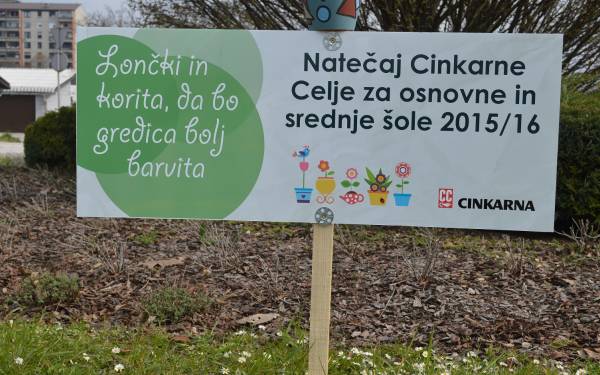 Lončki in
korita, da bo
gredica bolj
barvita
Natečaj Cinkarne
Celje za osnovne in
srednje šole 2015/16
CC CINKARNA